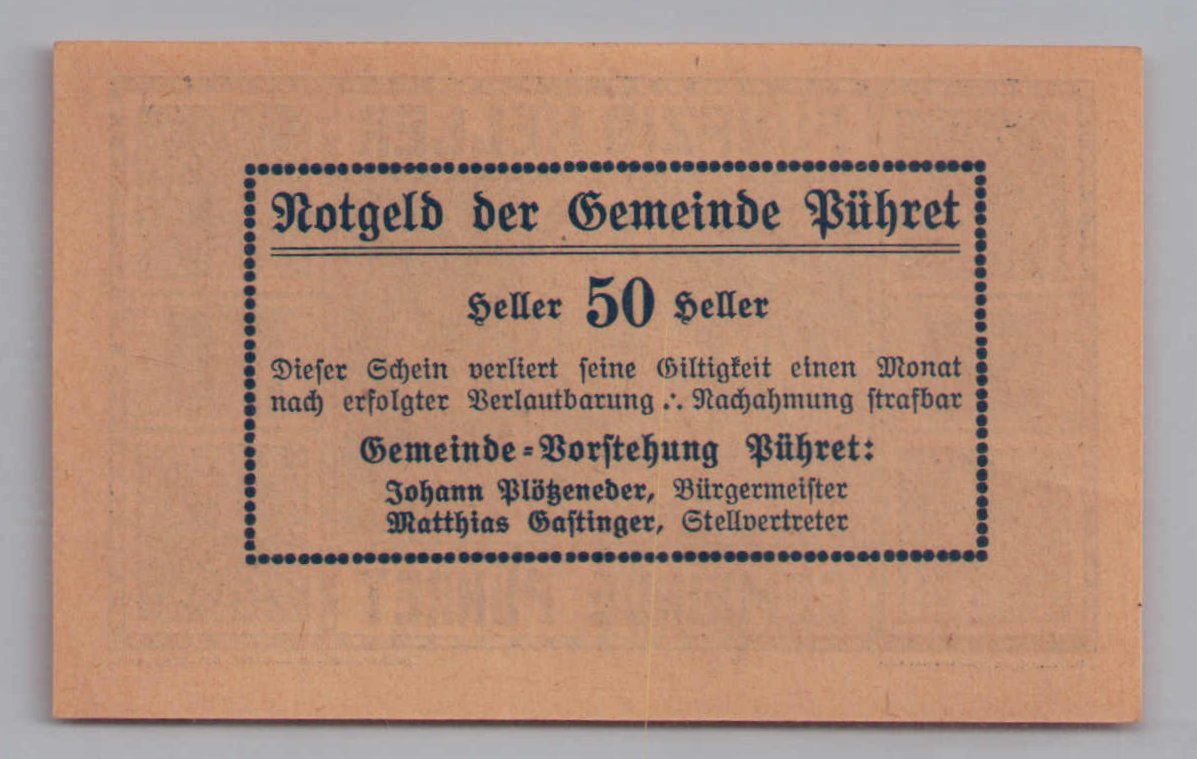 Notgeld der Gemeinde Pühret
Heller 50 Heller
Dieser Schein verliert seine Giltigkeit einen Monat
nach erfolgter Verlautbarung ∴ Nachahmung strafbar
Gemeinde-Vorstehung Pühret:
Johann Plötzeneder, Bürgermeister
Matthias Gastinger, Stellvertreter